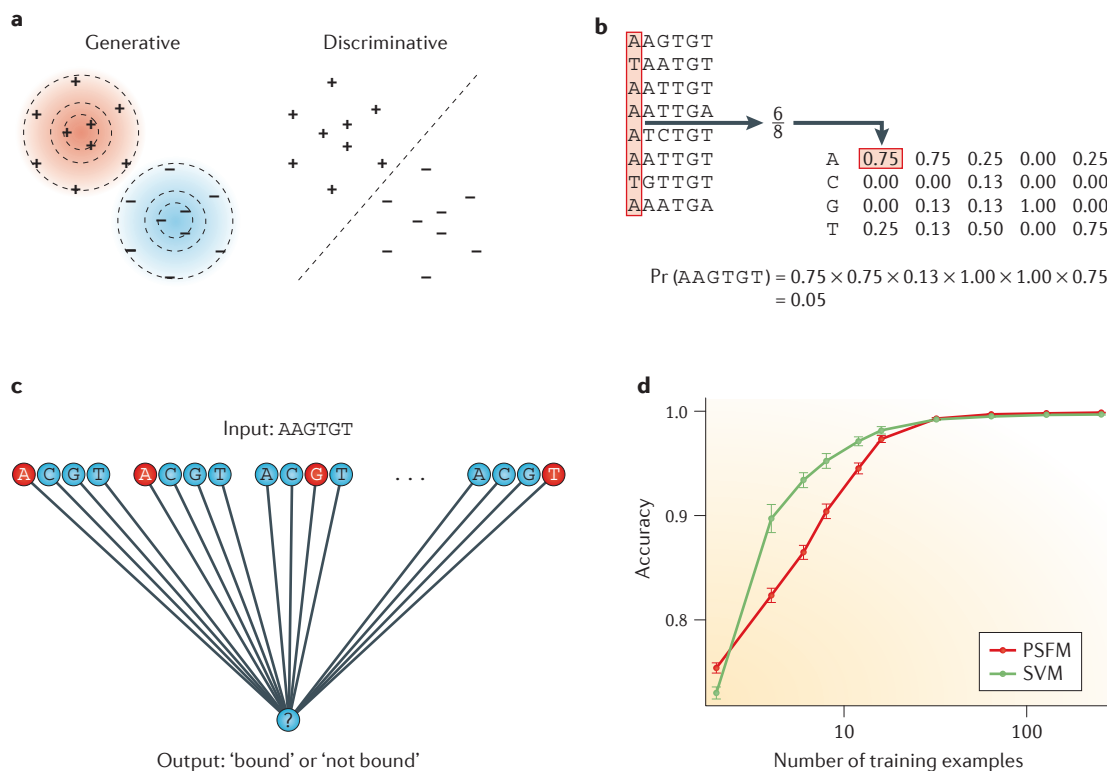 a
Generative
Discriminative
b
AAGTGT
TAATGT
AATTGT
AATTGA
ATCTGT
AATTGT
TGTTGT
AAATGA
6
8
A 0.75 0.75 0.25 0.00 0.25
C 0.00 0.00 0.13 0.00 0.00
G 0.00 0.13 0.13 1.00 0.00
T 0.25 0.13 0.50 0.00 0.75
Pr (AAGTGT) = 0.75 × 0.75 × 0.13 × 1.00 × 1.00 × 0.75
= 0.05
c
Input: AAGTGT
A C G T A C G T A C G T . . . A C G T
?
Output: ‘bound’ or ‘not bound’
d
1.0
0.9
0.8
Accuracy
PSFM
SVM
10 100
Number of training examples